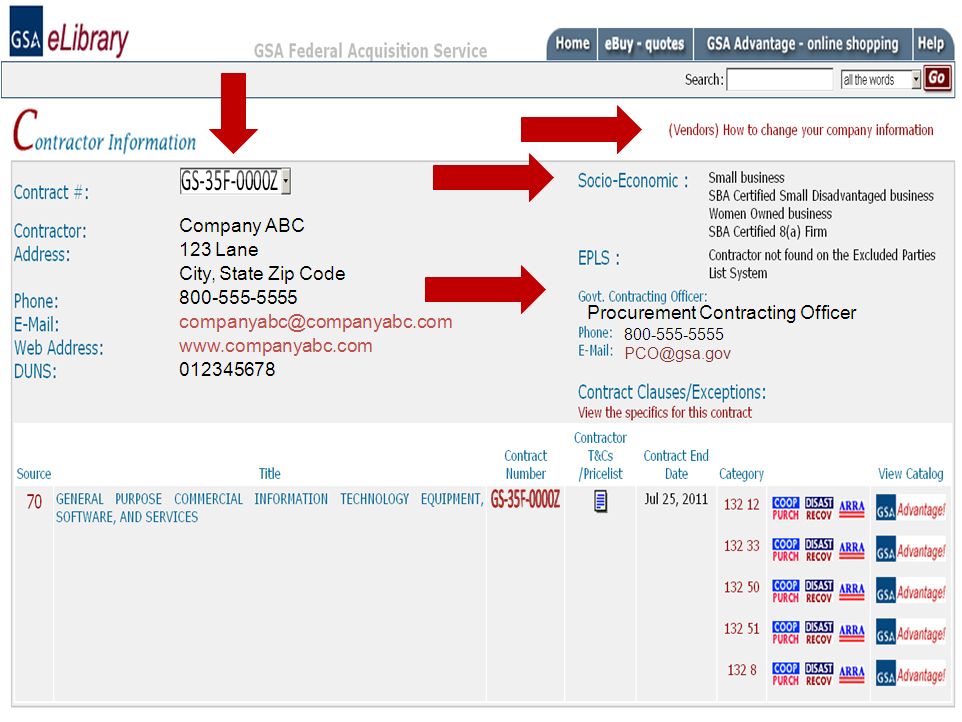 GSA eLibrary
GSA Federal Acquisition Service
Home eBuy - quotes GSA Advantage - online shopping Help
Search: all the words Go
Contractor Information
(Vendors) How to change your company information
Contract #: GS-35F-0000Z
Contractor: Company ABC
Address: 123 Lane
City, State Zip Code
Phone: 800-555-5555
E-Mail: companyabc@companyabc.com
Web Address: www.companyabc.com
DUNS: 012345678
Socio-Economic : Small business
SBA Certified Small Disadvantaged business
Women Owned business
SBA Certified 8(a) Firm
EPLS : Contractor not found on the Excluded Parties
List System
Govt. Contracting Officer:
Procurement Contracting Officer
Phone: 800-555-5555
E-Mail: PCO@gsa.gov
Contract Clauses/Exceptions:
View the specifics for this contract
Source Title Contract Number Contractor T&Cs /Pricelist Contract End Date Category View Catalog
70 GENERAL PURPOSE COMMERCIAL INFORMATION TECHNOLOGY EQUIPMENT, GS-35F-0000Z Jul 25, 2011 132 12 COOP PURCH DISAST RECOV ARRA GSA Advantage!
SOFTWARE, AND SERVICES
132 33 COOP PURCH DISAST RECOV ARRA GSA Advantage!
132 50 COOP PURCH DISAST RECOV ARRA GSA Advantage!
132 51 COOP PURCH DISAST RECOV ARRA GSA Advantage!
132 8 COOP PURCH DISAST RECOV ARRA GSA Advantage!